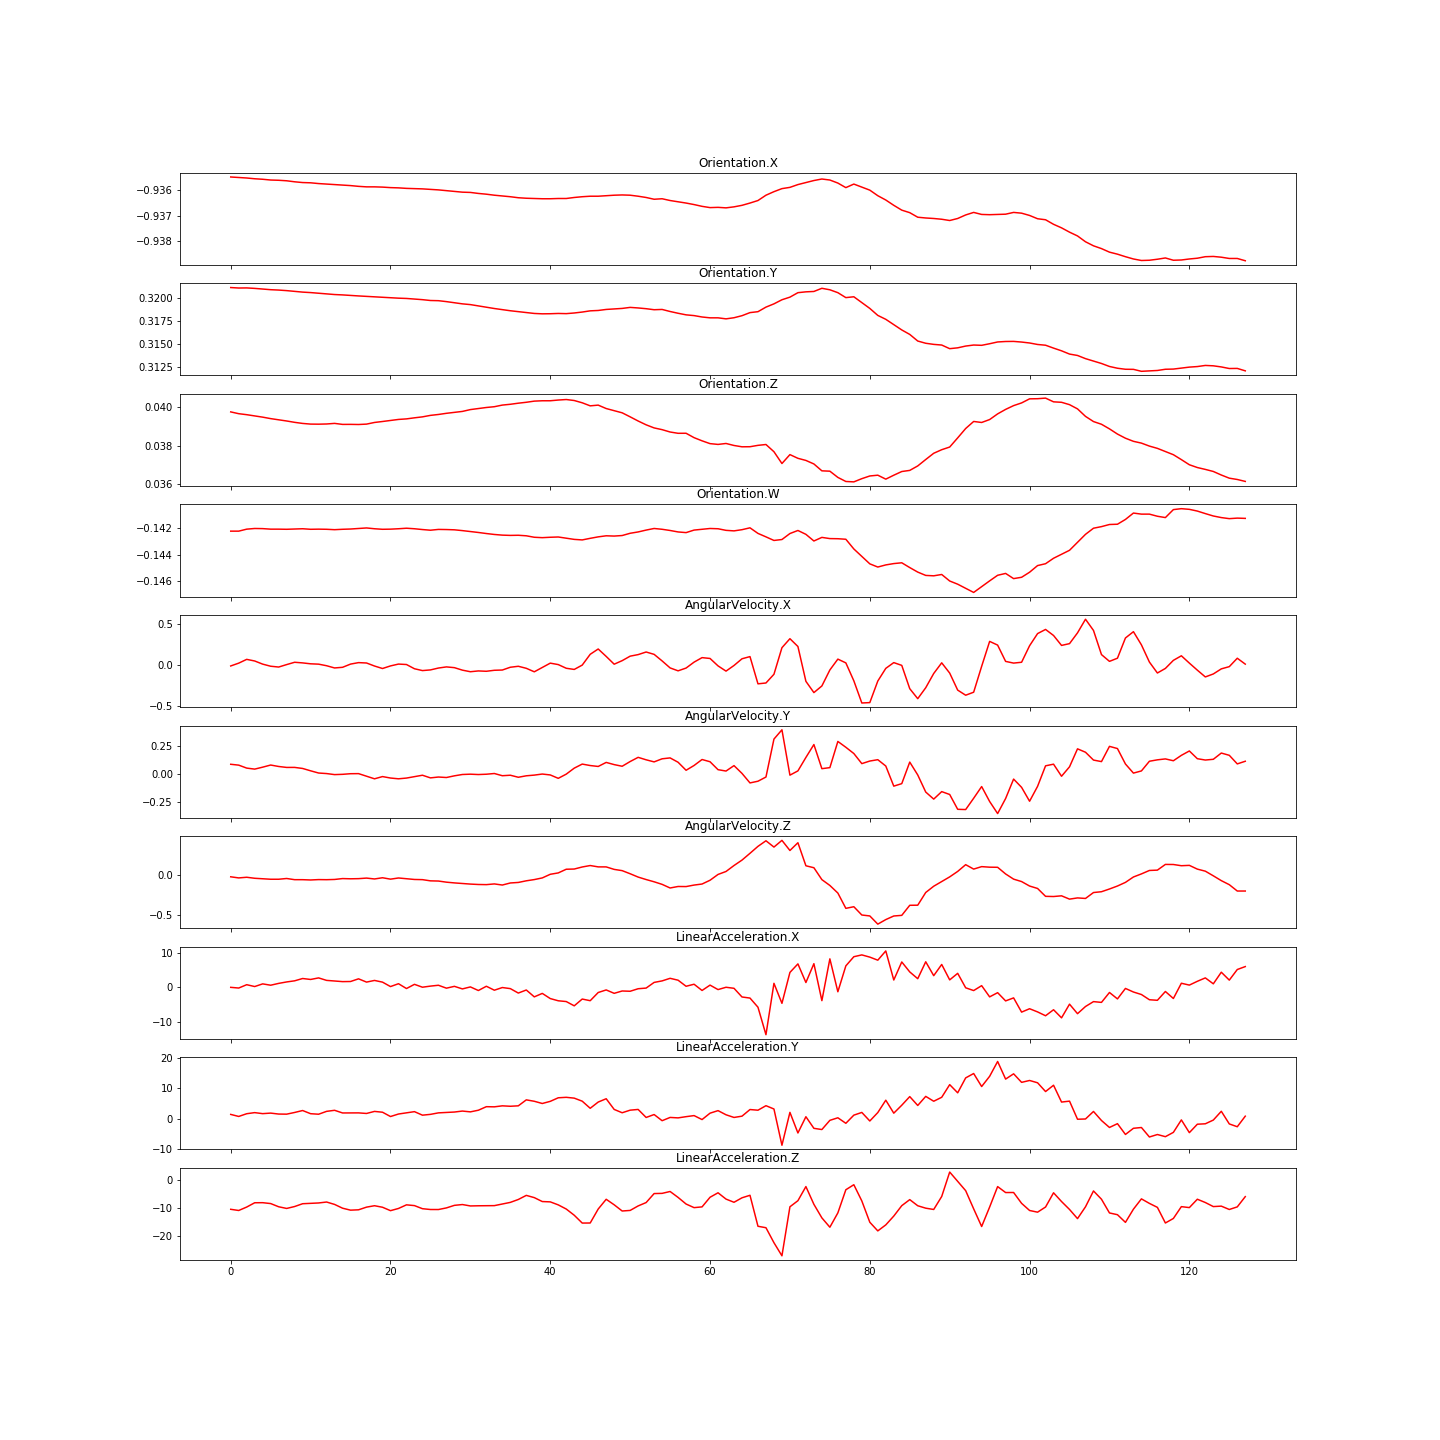 Orientation.X
−0.936
−0.937
−0.938
Orientation.Y
0.3200
0.3175
0.3150
0.3125
Orientation.Z
0.040
0.038
0.036
Orientation.W
−0.142
−0.144
−0.146
AngularVelocity.X
0.5
0.0
−0.5
AngularVelocity.Y
0.25
0.00
−0.25
AngularVelocity.Z
0.0
−0.5
LinearAcceleration.X
10
0
−10
LinearAcceleration.Y
20
10
0
−10
LinearAcceleration.Z
0
−10
−20
0 20 40 60 80 100 120